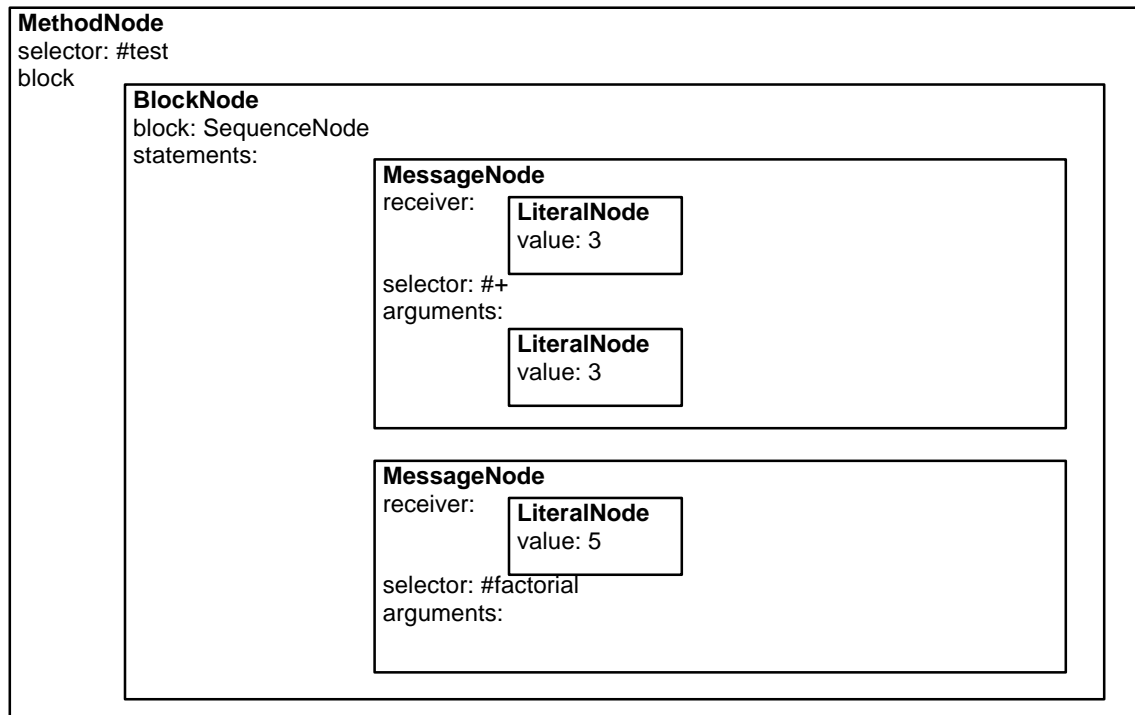 MethodNode
selector: #test
block
BlockNode
block: SequenceNode
statements:
MessageNode
receiver:
LiteralNode
value: 3
selector: #+
arguments:
LiteralNode
value: 3
MessageNode
receiver:
LiteralNode
value: 5
selector: #factorial
arguments: